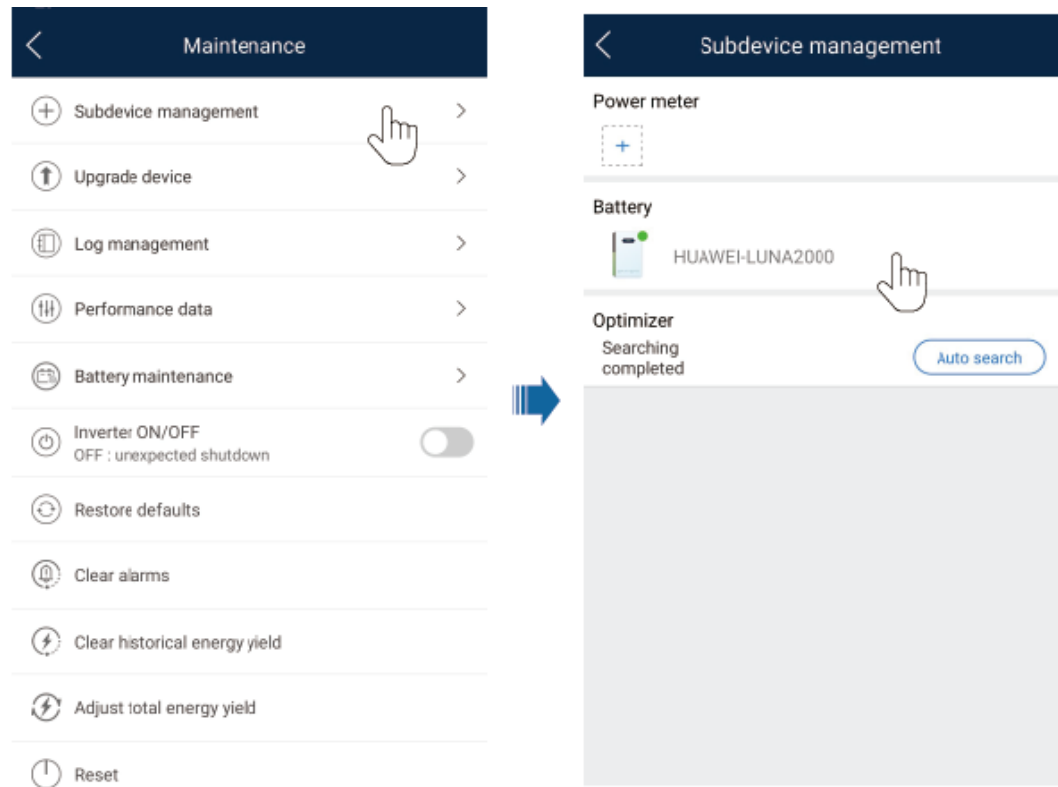 Maintenance
Subdevice management
Upgrade device
Log management
Performance data
Battery maintenance
Inverter ON/OFF
OFF : unexpected shutdown
Restore defaults
Clear alarms
Clear historical energy yield
Adjust total energy yield
Reset
Subdevice management
Power meter
Battery
HUAWEI-LUNA2000
Optimizer
Searching
completed
Auto search